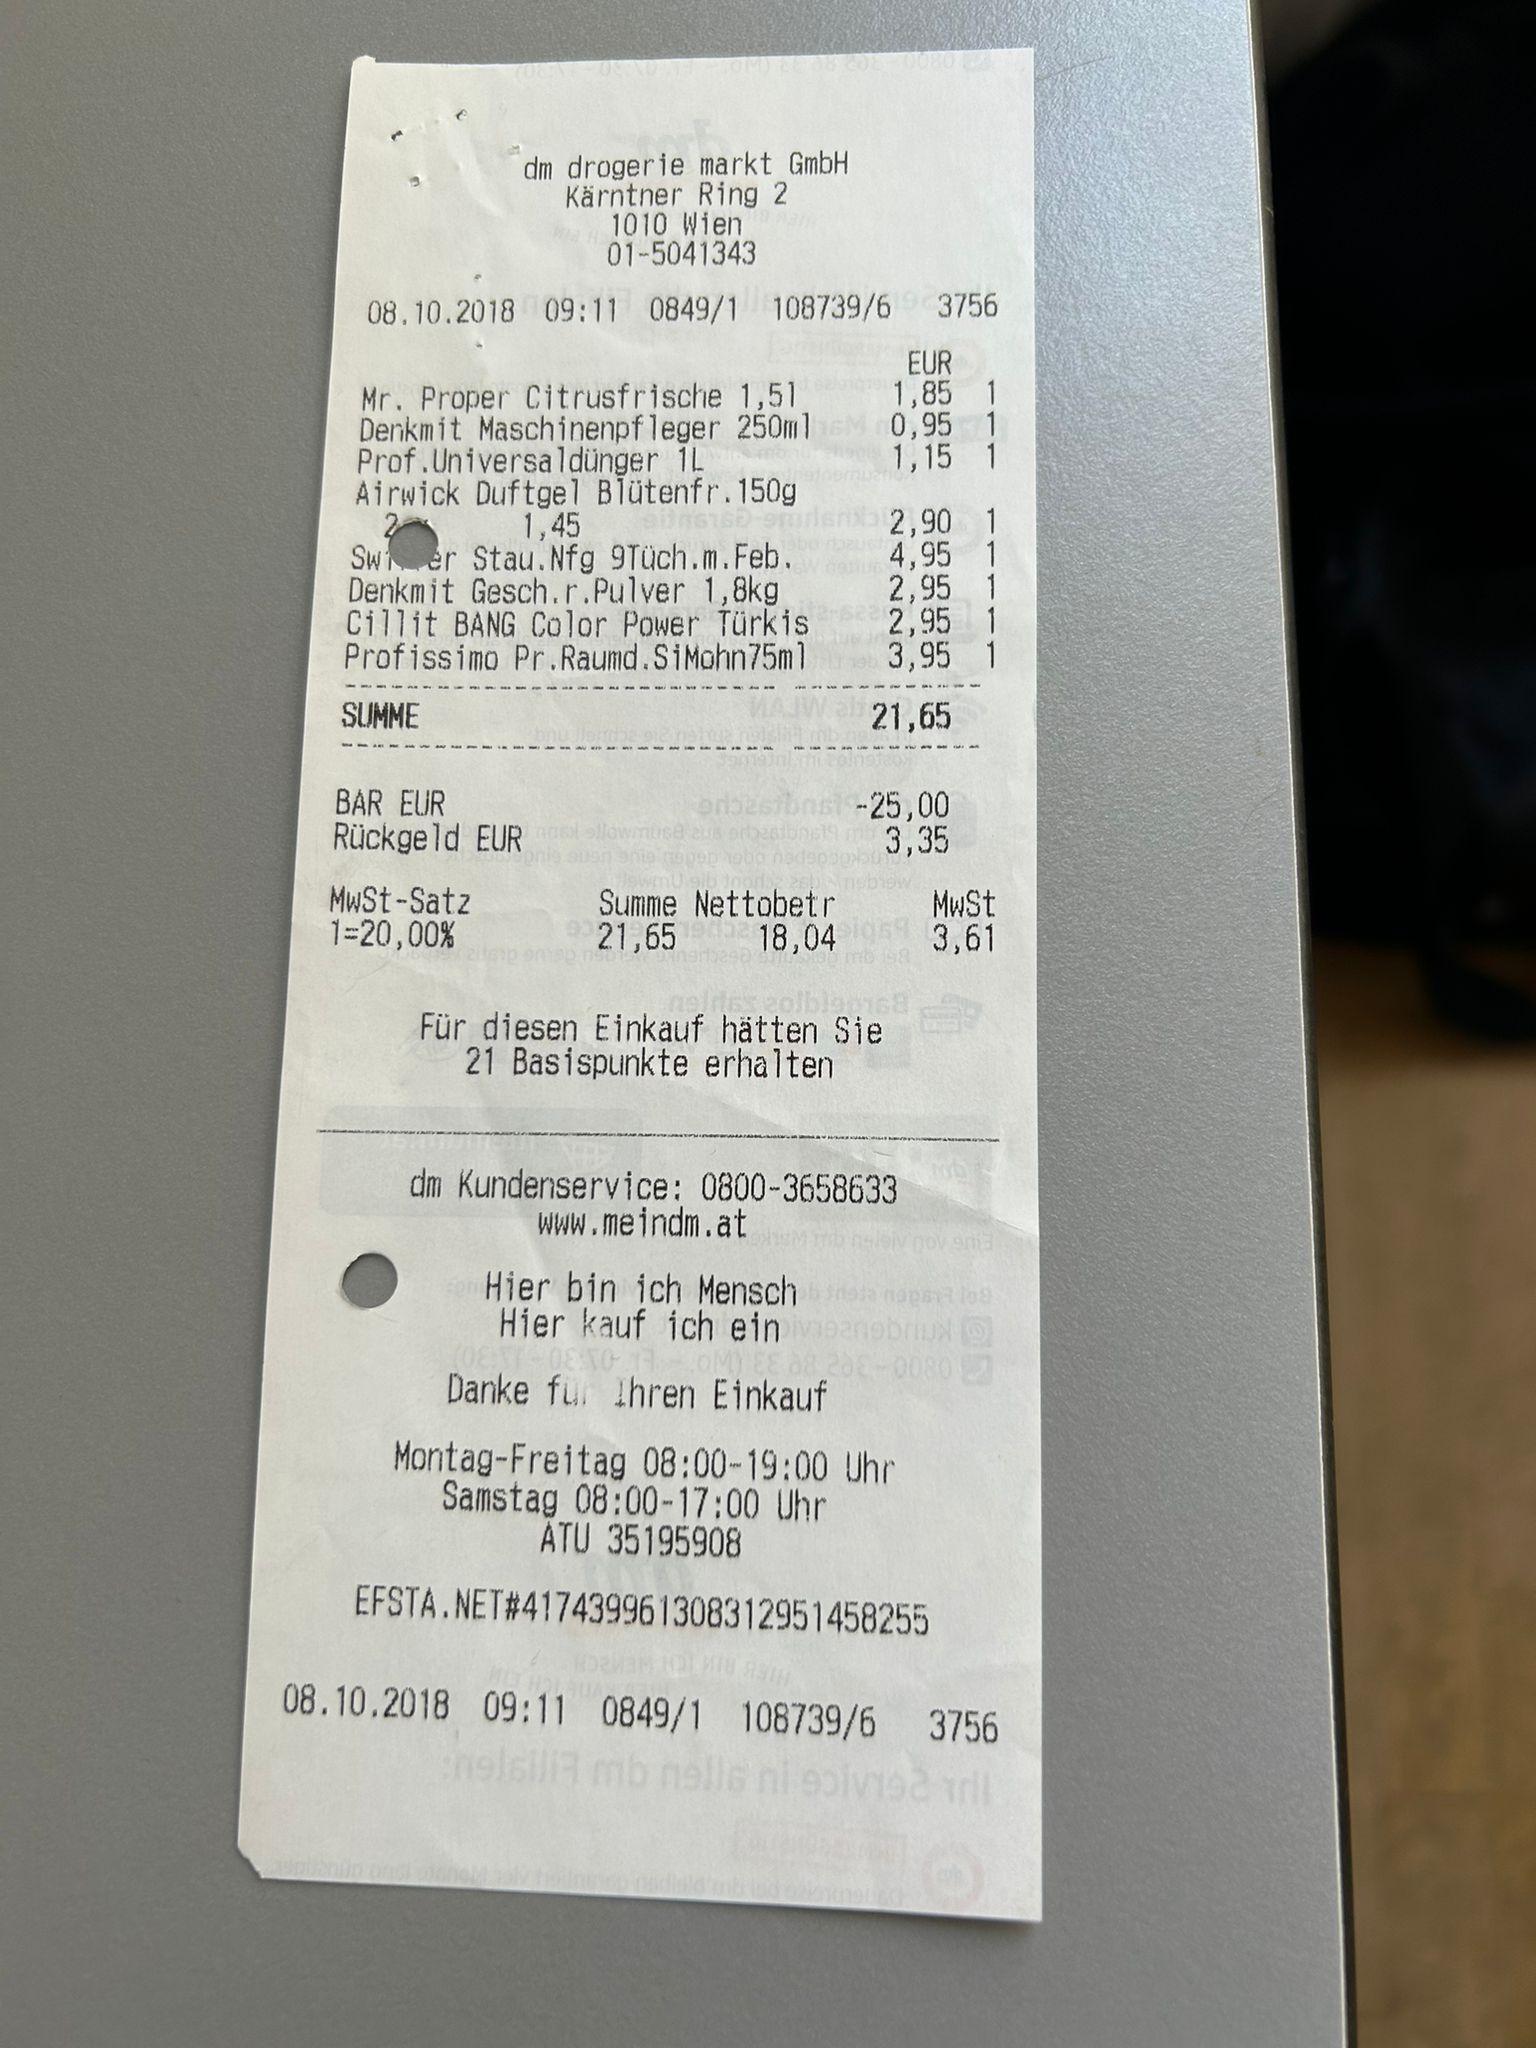 dm drogerie markt GmbH
Kärntner Ring 2
1010 Wien
01-5041343
08.10.2018 09:11 0849/1 108739/6 3756
EUR
Mr. Proper Citrusfrische 1,5l 1,85 1
Denkmit Maschinenpfleger 250ml 0,95 1
Prof.Universaldünger 1L 1,15 1
Airwick Duftgel Blütenfr.150g
2 1,45 2,90 1
Stau.Nfg 9Tüch.m.Feb. 4,95 1
Denkmit Gesch.r.Pulver 1,8kg 2,95 1
Cillit BANG Color Power Türkis 2,95 1
Profissimo Pr.Raumd.SiMohn75ml 3,95 1
SUMME 21,65
BAR EUR -25,00
Rückgeld EUR 3,35
MwSt-Satz Summe Nettobetr MwSt
1=20,00% 21,65 18,04 3,61
Für diesen Einkauf hätten Sie
21 Basispunkte erhalten
dm Kundenservice: 0800-3658633
www.meindm.at
Hier bin ich Mensch
Hier kauf ich ein
Danke für Ihren Einkauf
Montag-Freitag 08:00-19:00 Uhr
Samstag 08:00-17:00 Uhr
ATU 35195908
EFSTA.NET#417439961308312951458255
08.10.2018 09:11 0849/1 108739/6 3756